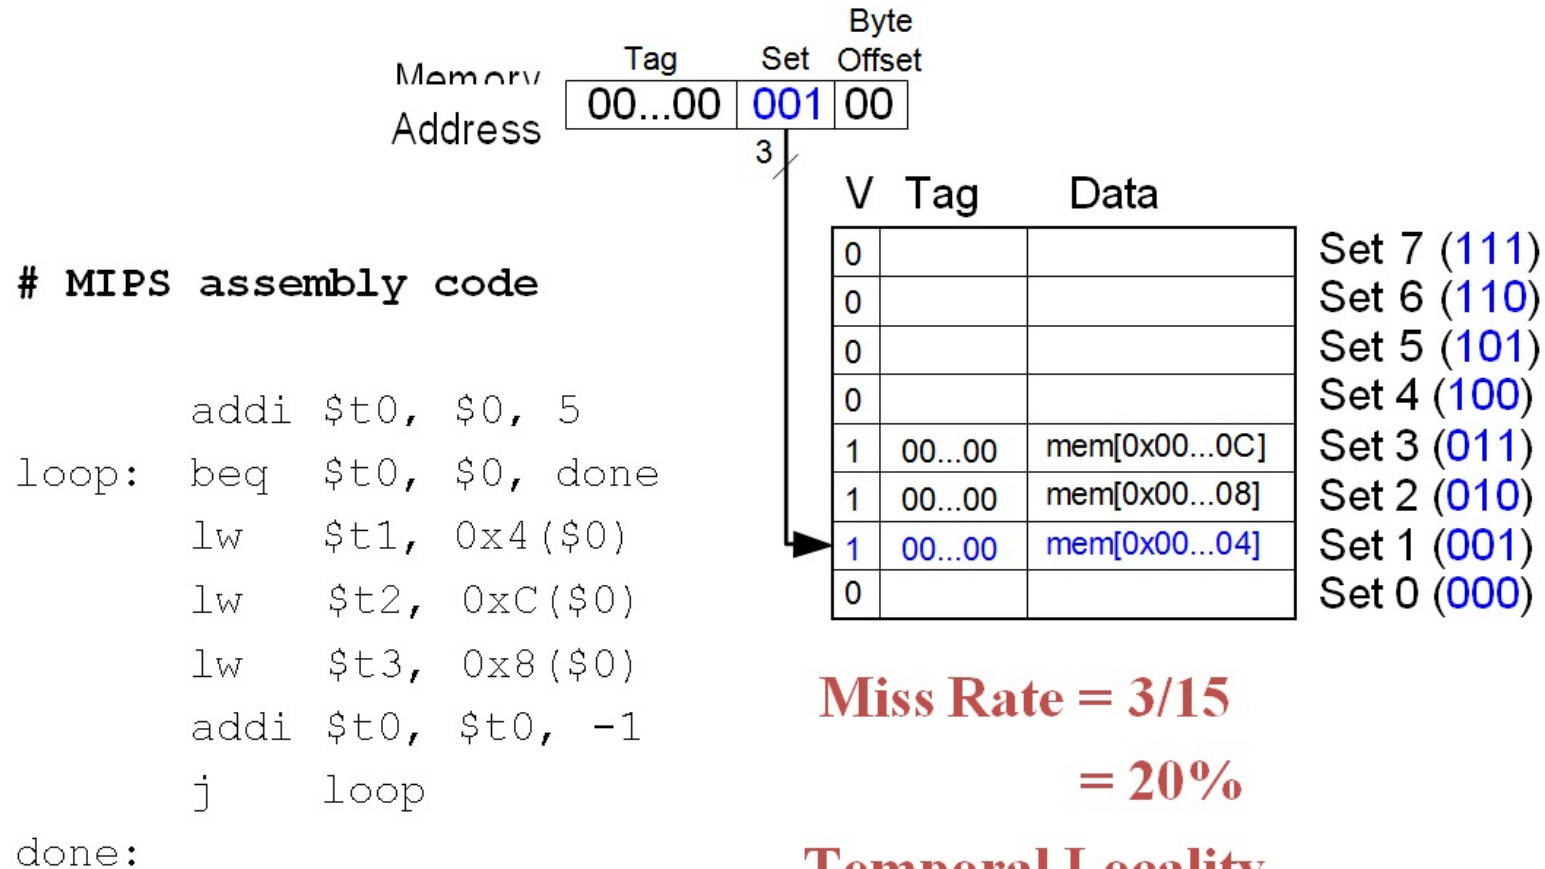 Byte
Tag Set Offset
Memory 00...00 001 00
Address
3
V Tag Data
0 Set 7 (111)
0 Set 6 (110)
0 Set 5 (101)
0 Set 4 (100)
1 00...00 mem[0x00...0C] Set 3 (011)
1 00...00 mem[0x00...08] Set 2 (010)
1 00...00 mem[0x00...04] Set 1 (001)
0 Set 0 (000)
# MIPS assembly code
addi $t0, $0, 5
loop: beq $t0, $0, done
lw $t1, 0x4($0)
lw $t2, 0xC($0)
lw $t3, 0x8($0)
addi $t0, $t0, -1
j loop
done:
Miss Rate = 3/15
= 20%
Temporal Locality